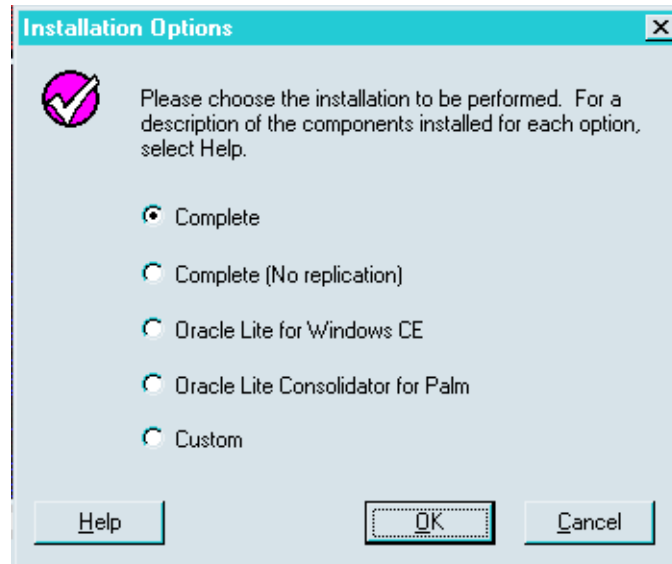 Installation Options
Please choose the installation to be performed.  For a
description of the components installed for each option,
select Help.
Complete
Complete (No replication)
Oracle Lite for Windows CE
Oracle Lite Consolidator for Palm
Custom
Help
OK
Cancel